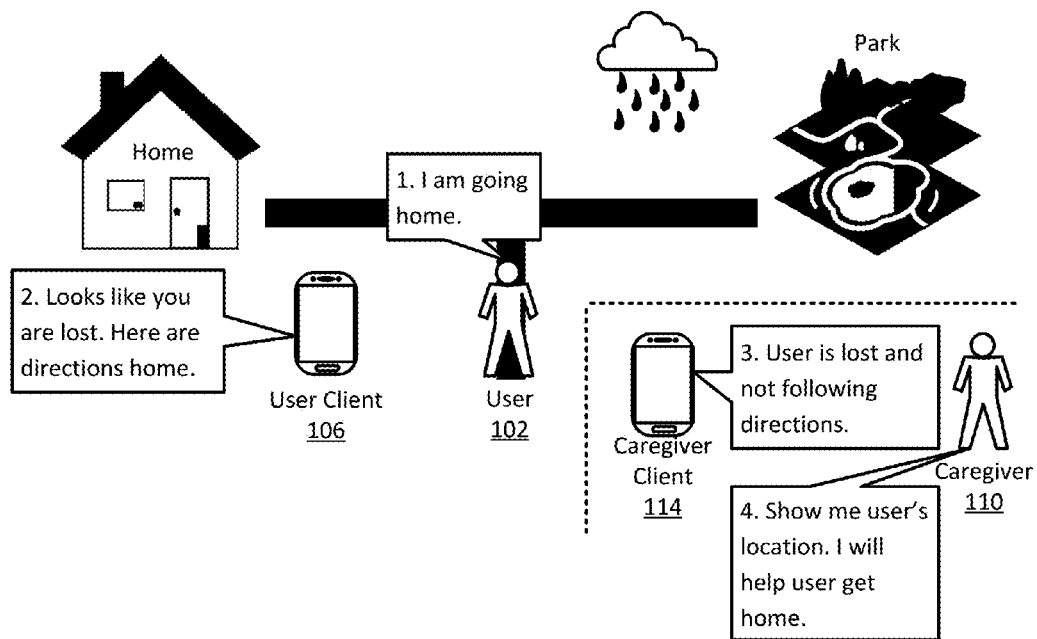 Park
Home
1. I am going
home.
2. Looks like you
are lost. Here are
directions home.
User Client
106
User
102
3. User is lost and
not following
directions.
Caregiver
Client
114
Caregiver
110
4. Show me user's
location. I will
help user get
home.